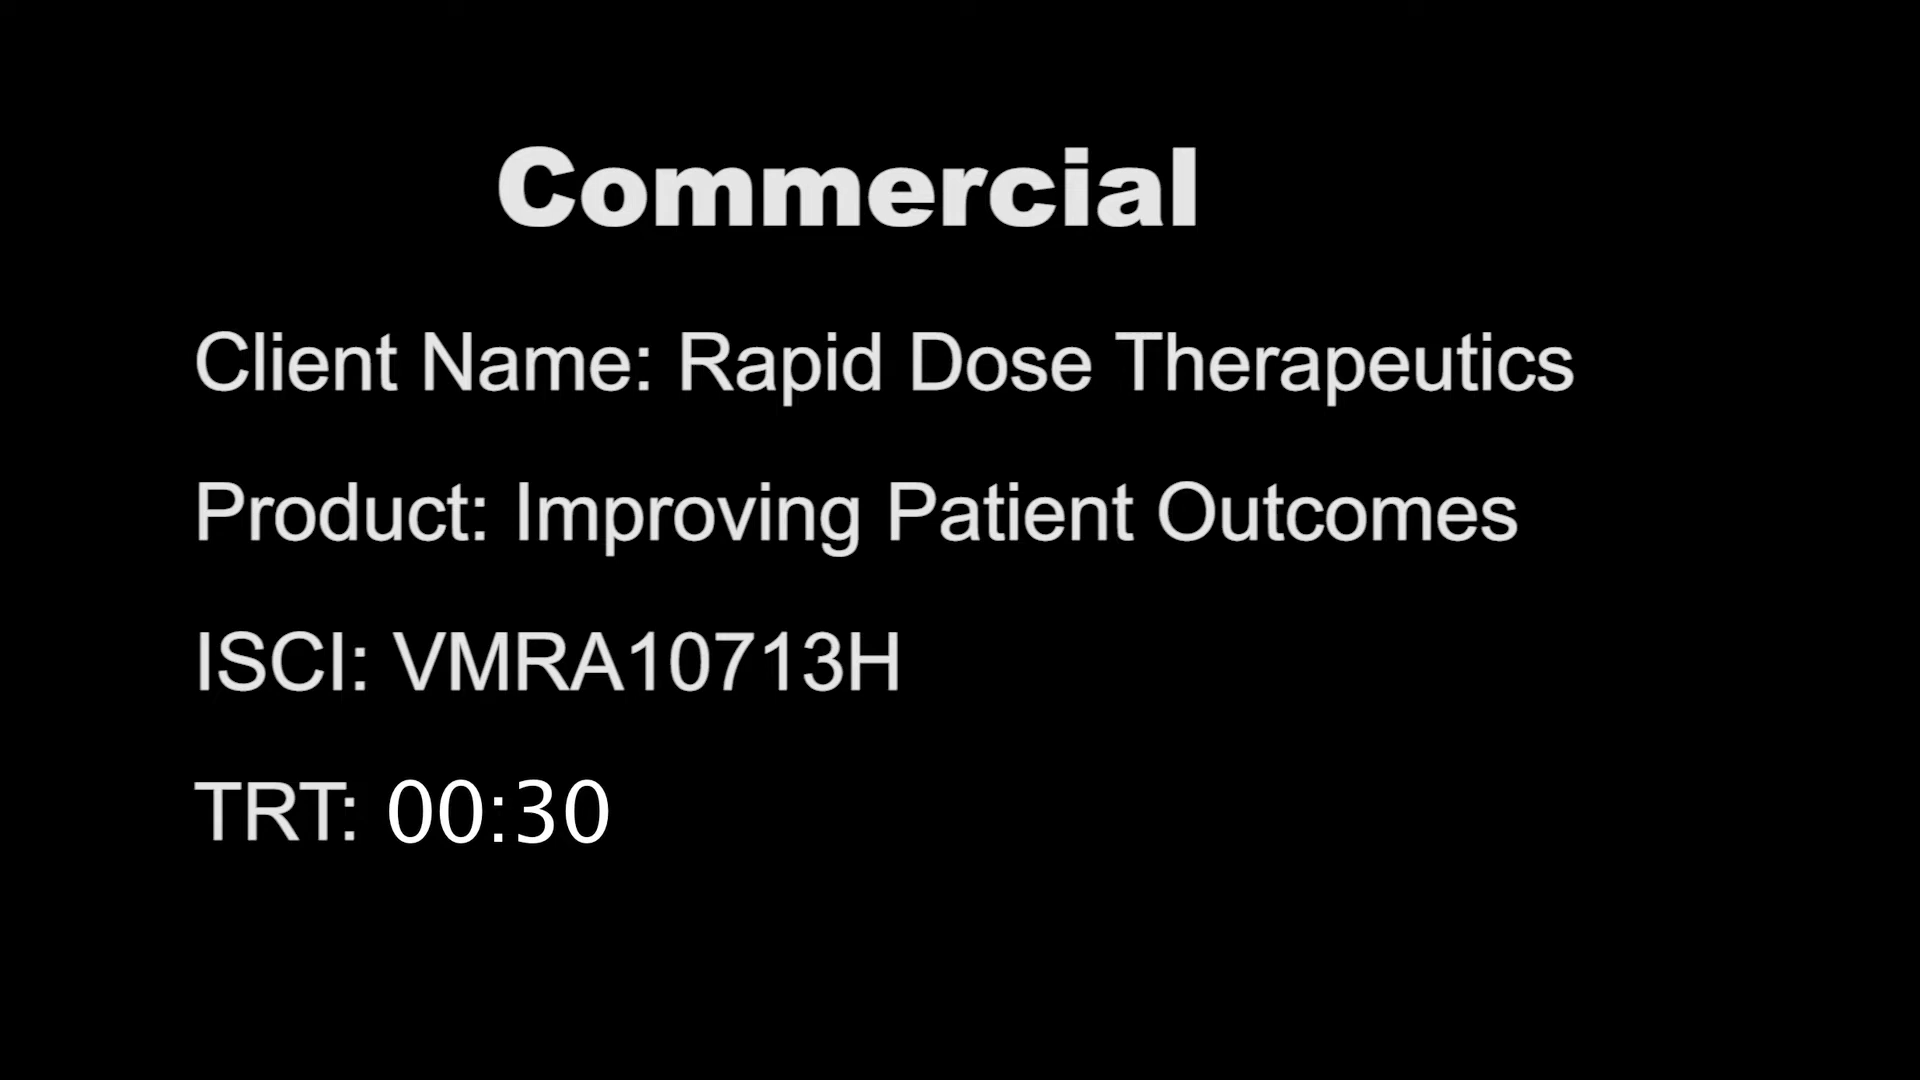 Commercial
Client Name: Rapid Dose Therapeutics
Product: Improving Patient Outcomes
ISCI: VMRA10713H
TRT: 00:30